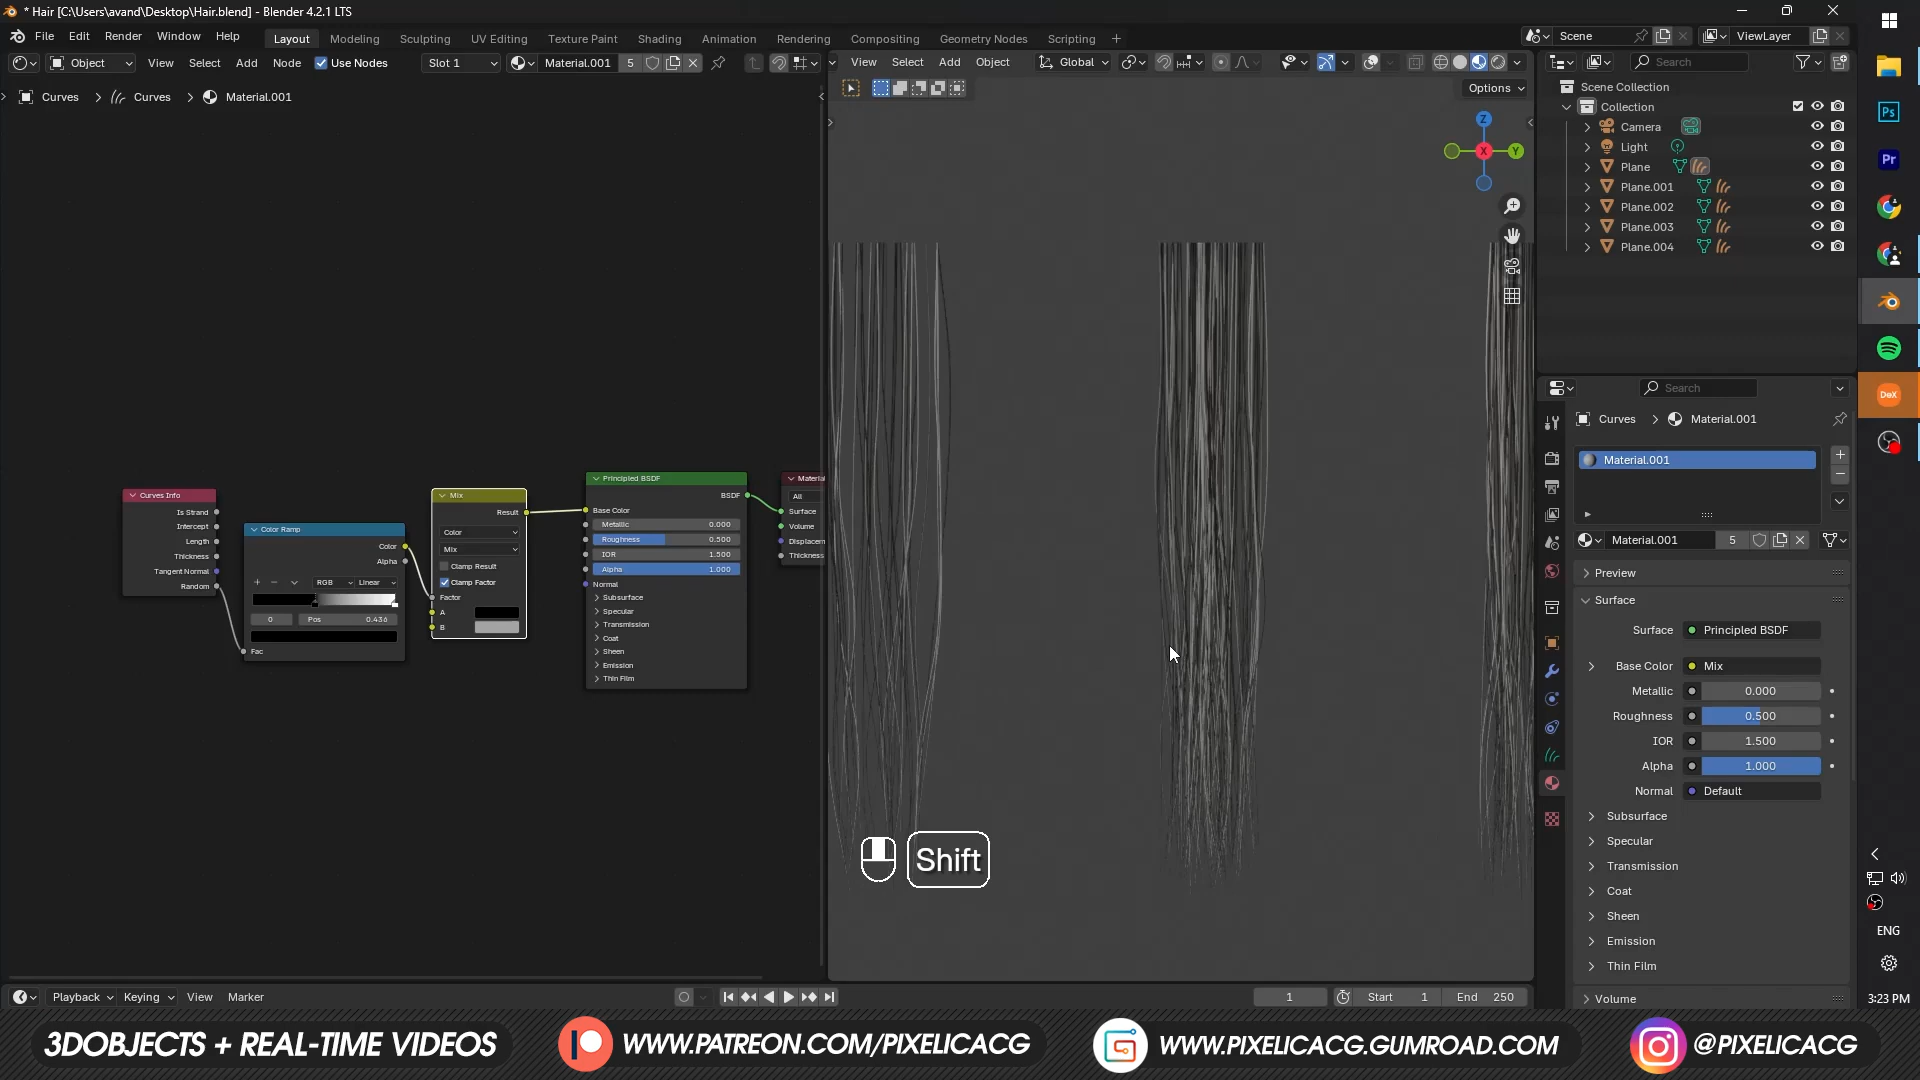 * Hair [C:\Users\avand\Desktop\Hair.blend] - Blender 4.2.1 LTS
File Edit Render Window Help Layout Modeling Sculpting UV Editing Texture Paint Shading Animation Rendering Compositing Geometry Nodes Scripting + Scene ViewLayer
Object View Select Add Node Use Nodes Slot 1 Material.001 5
View Select Add Object Global
Options
Curves > Curves > Material.001
Z
X
Y
Search
Scene Collection
Collection
Camera
Light
Plane
Plane.001
Plane.002
Plane.003
Plane.004
Curves Info
Is Strand
Intercept
Length
Thickness
Tangent Normal
Random
Color Ramp
Color
Alpha
+ − RGB Linear
0 Pos 0.436
Fac
Mix
Result
Color
Mix
Clamp Result
Clamp Factor
Factor
A
B
Principled BSDF
BSDF
Base Color
Metallic 0.000
Roughness 0.500
IOR 1.500
Alpha 1.000
Normal
Subsurface
Specular
Transmission
Coat
Sheen
Emission
Thin Film
Material
All
Surface
Volume
Displacem
Thickness
Shift
Search
Curves > Material.001
Material.001
Material.001 5
Preview
Surface
Surface Principled BSDF
Base Color Mix
Metallic 0.000
Roughness 0.500
IOR 1.500
Alpha 1.000
Normal Default
Subsurface
Specular
Transmission
Coat
Sheen
Emission
Thin Film
Volume
Ps
Pr
DeX
ENG
3:23 PM
Playback Keying View Marker 1 Start 1 End 250
3DOBJECTS + REAL-TIME VIDEOS WWW.PATREON.COM/PIXELICACG WWW.PIXELICACG.GUMROAD.COM @PIXELICACG